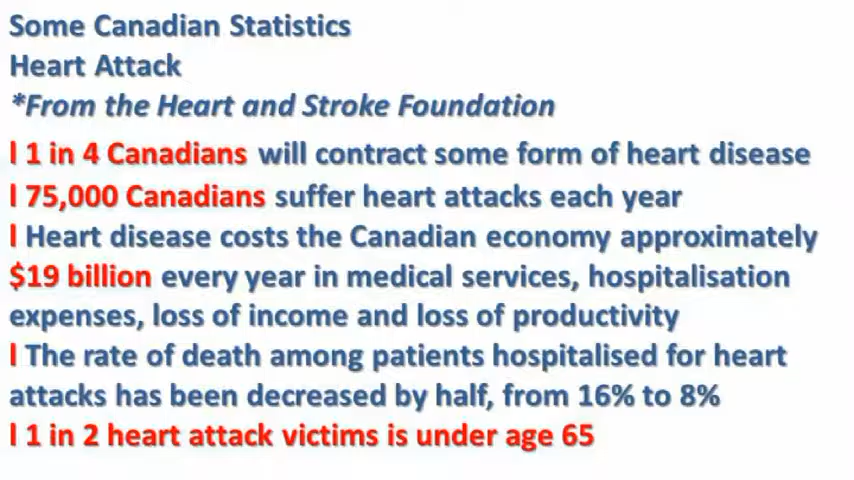 Some Canadian Statistics
Heart Attack
*From the Heart and Stroke Foundation
l 1 in 4 Canadians will contract some form of heart disease
l 75,000 Canadians suffer heart attacks each year
l Heart disease costs the Canadian economy approximately
$19 billion every year in medical services, hospitalisation
expenses, loss of income and loss of productivity
l The rate of death among patients hospitalised for heart
attacks has been decreased by half, from 16% to 8%
l 1 in 2 heart attack victims is under age 65